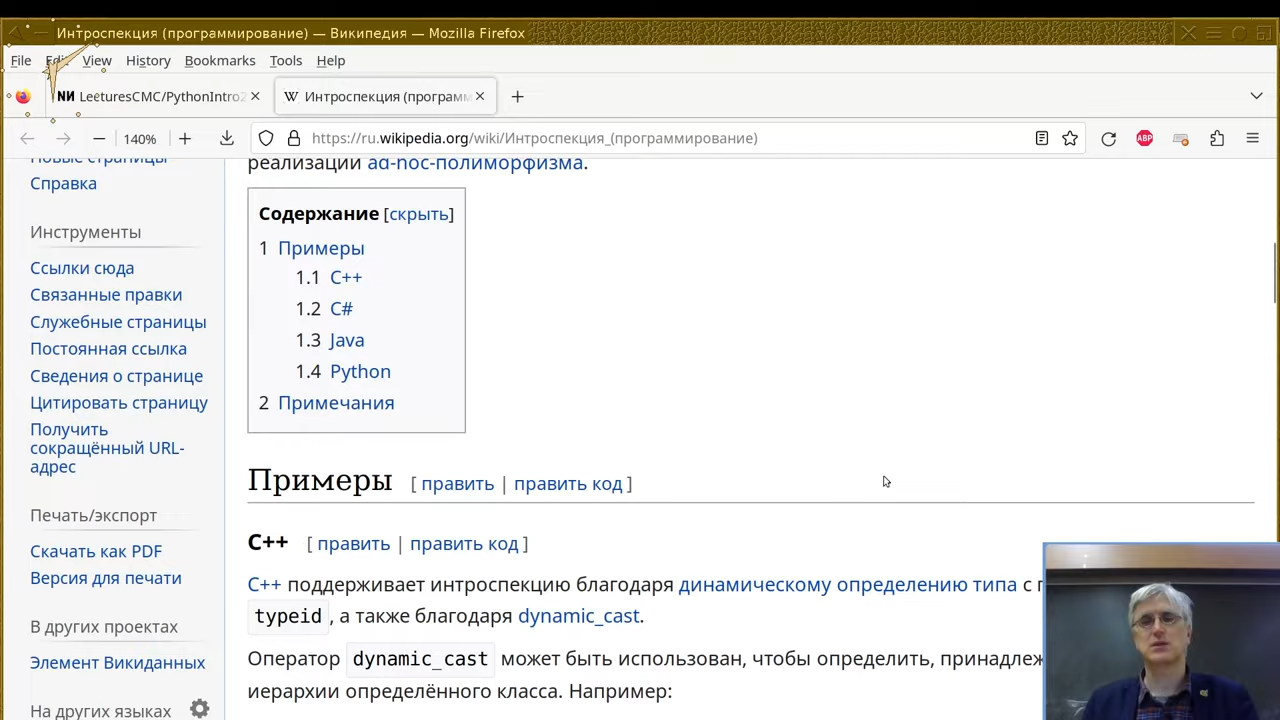 Интроспекция (программирование) — Википедия — Mozilla Firefox
File Edit View History Bookmarks Tools Help
LecturesCMC/PythonIntro2
Интроспекция (программ
140%
https://ru.wikipedia.org/wiki/Интроспекция_(программирование)
ABP
Новые страницы
Справка
Инструменты
Ссылки сюда
Связанные правки
Служебные страницы
Постоянная ссылка
Сведения о странице
Цитировать страницу
Получить
сокращённый URL-
адрес
Печать/экспорт
Скачать как PDF
Версия для печати
В других проектах
Элемент Викиданных
На других языках
реализации ad-hoc-полиморфизма.
Содержание [скрыть]
1 Примеры
1.1 C++
1.2 C#
1.3 Java
1.4 Python
2 Примечания
Примеры [ править | править код ]
C++ [ править | править код ]
C++ поддерживает интроспекцию благодаря динамическому определению типа с
typeid , а также благодаря dynamic_cast.
Оператор dynamic_cast может быть использован, чтобы определить, принадлеж
иерархии определённого класса. Например: